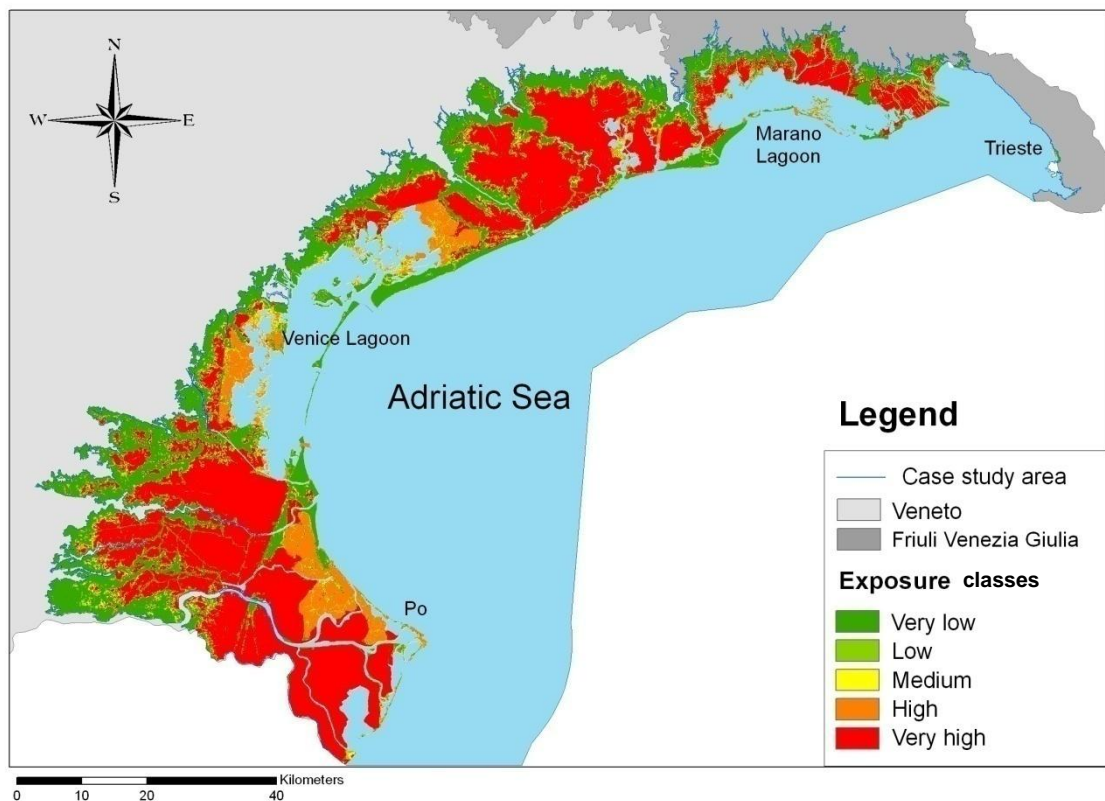 N
W E
S
Marano
Lagoon
Trieste
Venice Lagoon
Adriatic Sea
Po
Legend
Case study area
Veneto
Friuli Venezia Giulia
Exposure classes
Very low
Low
Medium
High
Very high
Kilometers
0 10 20 40